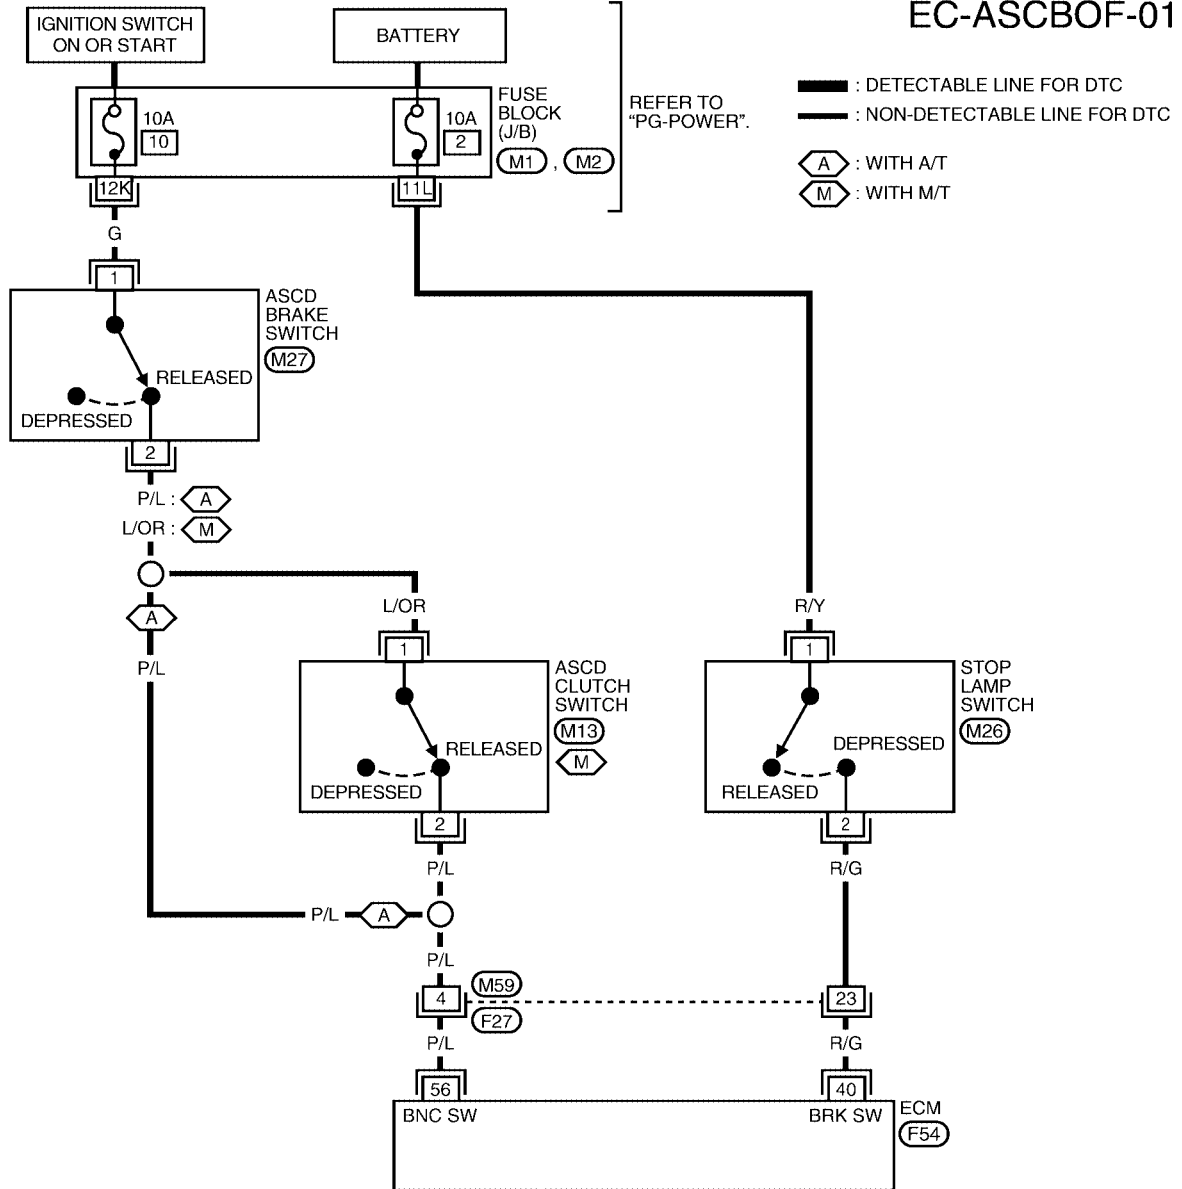 EC-ASCBOF-01
IGNITION SWITCH
ON OR START
BATTERY
10A
10
10A
2
FUSE
BLOCK
(J/B)
M1 , M2
REFER TO
“PG-POWER”.
: DETECTABLE LINE FOR DTC
: NON-DETECTABLE LINE FOR DTC
A : WITH A/T
M : WITH M/T
12K
11L
G
1
ASCD
BRAKE
SWITCH
M27
RELEASED
DEPRESSED
2
P/L : A
L/OR : M
A
P/L
L/OR
R/Y
1
ASCD
CLUTCH
SWITCH
M13
M
RELEASED
DEPRESSED
2
1
STOP
LAMP
SWITCH
M26
DEPRESSED
RELEASED
2
P/L
R/G
P/L A
P/L
4
M59
F27
23
P/L
R/G
56
40
BNC SW
BRK SW
ECM
F54